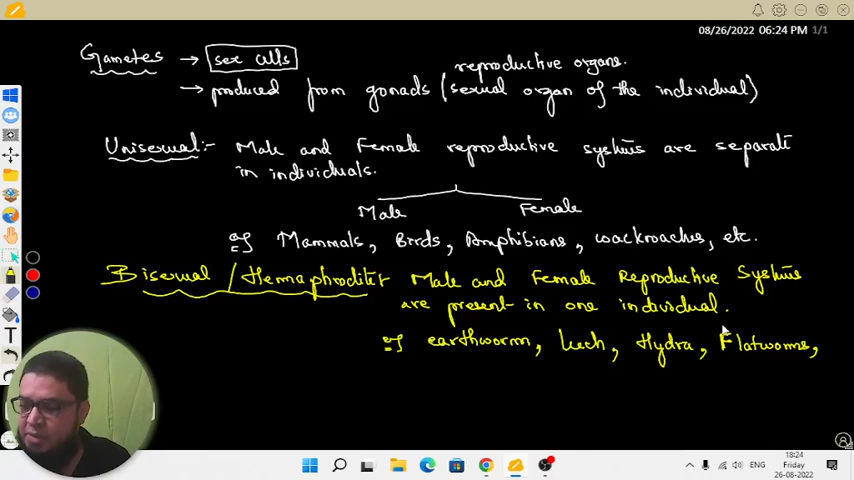 08/26/2022 06:24 PM 1/1
Gametes → sex cells
reproductive organs.
→ produced from gonads (sexual organ of the individual)
Unisexual:- Male and Female reproductive systems are separate
in individuals.
Male Female
eg Mammals, Birds, Amphibians, coackroaches, etc.
Bisexual / Hemaphrodites Male and Female Reproductive Systems
are present in one individual.
eg earthworm, Leech, Hydra, Flatworms,
T
ENG
18:24
Friday
26-08-2022